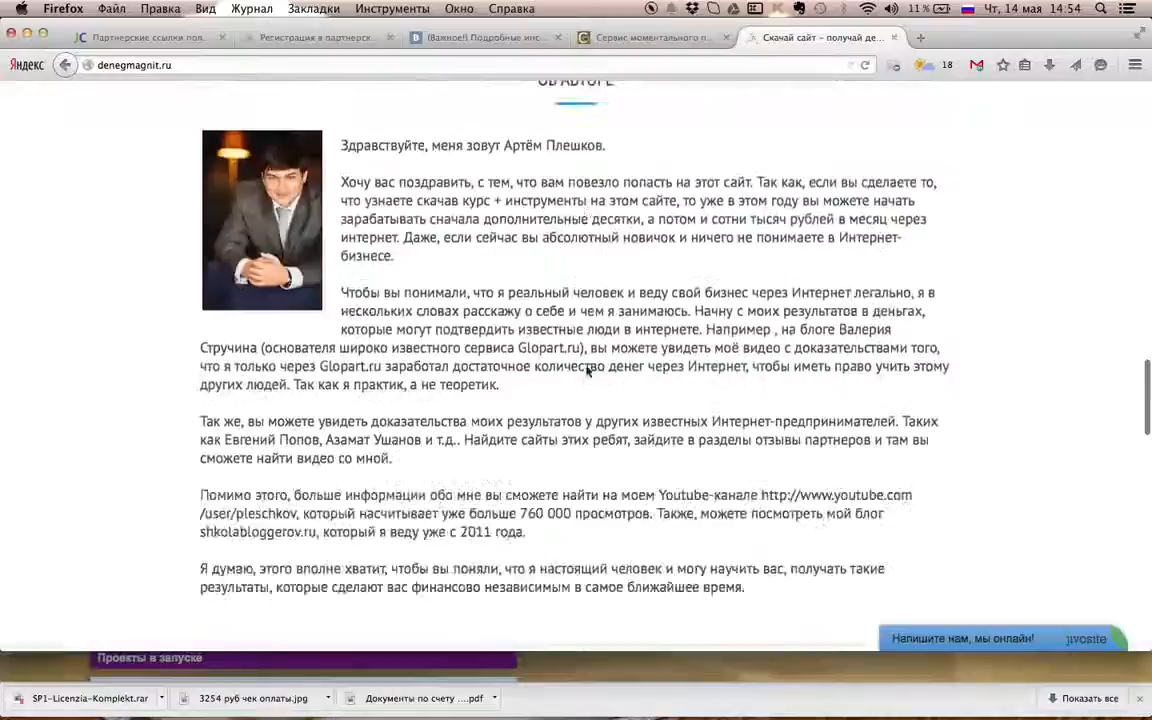 Firefox Файл Правка Вид Журнал Закладки Инструменты Окно Справка 11% Чт, 14 мая 14:54
Партнерские ссылки пол... Регистрация в партнерск... (Важное!) Подробные инс... Сервис моментального п... Скачай сайт – получай де...
Яндекс denegmagnit.ru 18
ОБ АВТОРЕ
Здравствуйте, меня зовут Артём Плешков.
Хочу вас поздравить, с тем, что вам повезло попасть на этот сайт. Так как, если вы сделаете то,
что узнаете скачав курс + инструменты на этом сайте, то уже в этом году вы можете начать
зарабатывать сначала дополнительные десятки, а потом и сотни тысяч рублей в месяц через
интернет. Даже, если сейчас вы абсолютный новичок и ничего не понимаете в Интернет-
бизнесе.
Чтобы вы понимали, что я реальный человек и веду свой бизнес через Интернет легально, я в
нескольких словах расскажу о себе и чем я занимаюсь. Начну с моих результатов в деньгах,
которые могут подтвердить известные люди в интернете. Например , на блоге Валерия
Стручина (основателя широко известного сервиса Glopart.ru), вы можете увидеть моё видео с доказательствами того,
что я только через Glopart.ru заработал достаточное количество денег через Интернет, чтобы иметь право учить этому
других людей. Так как я практик, а не теоретик.
Так же, вы можете увидеть доказательства моих результатов у других известных Интернет-предпринимателей. Таких
как Евгений Попов, Азамат Ушанов и т.д.. Найдите сайты этих ребят, зайдите в разделы отзывы партнеров и там вы
сможете найти видео со мной.
Помимо этого, больше информации обо мне вы сможете найти на моем Youtube-канале http://www.youtube.com
/user/pleschkov, который насчитывает уже больше 760 000 просмотров. Также, можете посмотреть мой блог
shkolabloggerov.ru, который я веду уже с 2011 года.
Я думаю, этого вполне хватит, чтобы вы поняли, что я настоящий человек и могу научить вас, получать такие
результаты, которые сделают вас финансово независимым в самое ближайшее время.
Напишите нам, мы онлайн! jivosite
Проекты в запуске
SP1-Licenzia-Komplekt.rar 3254 руб чек оплаты.jpg Документы по счету ....pdf Показать все